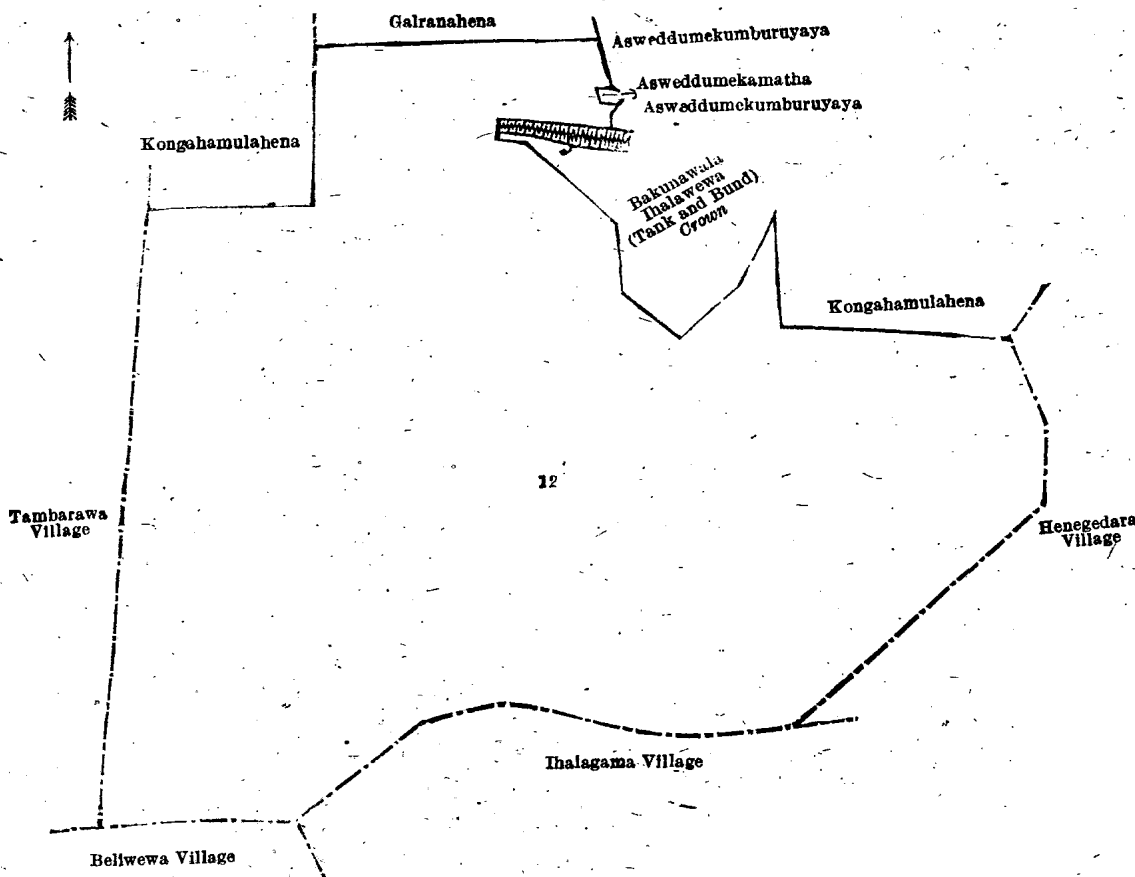 Galranahena
Asweddumekumburuyaya
Asweddumekamatha
Asweddumekumburuyaya
Kongahamulahena
Bakunawala
Ihalawewa
(Tank and Bund)
Crown
Kongahamulahena
12
Tambarawa
Village
Henegedara
Village
Ihalagama Village
Beliwewa Village